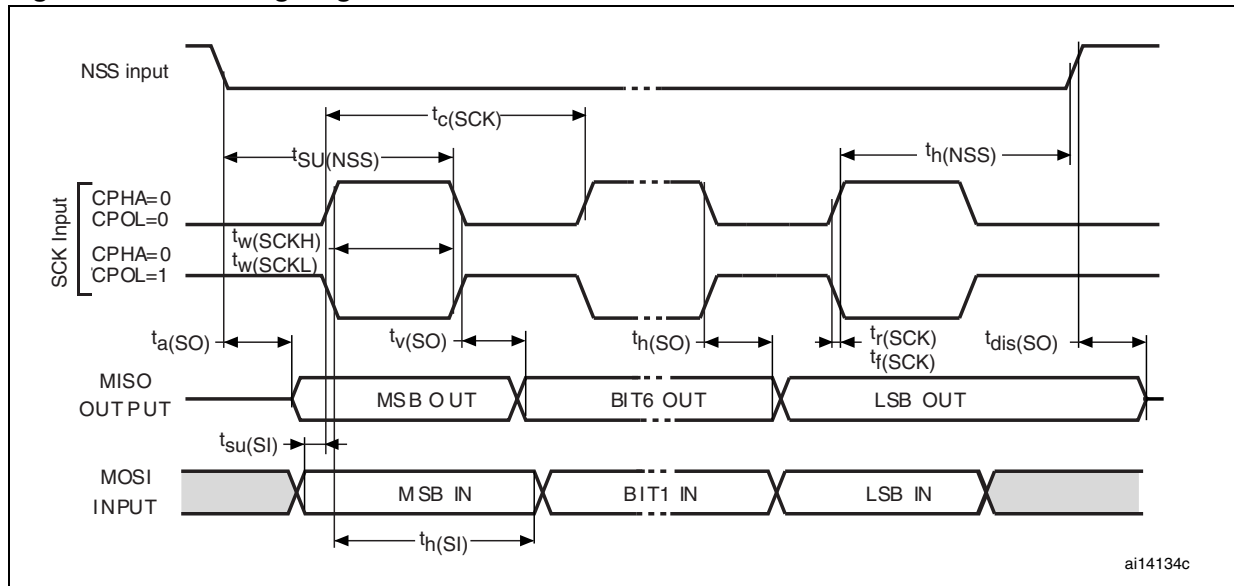 NSS input
tc(SCK)
tSU(NSS)
th(NSS)
SCK Input
CPHA=0
CPOL=0
tw(SCKH)
CPHA=0
tw(SCKL)
CPOL=1
ta(SO)
tv(SO)
th(SO)
tr(SCK)
tf(SCK)
tdis(SO)
MISO
OUTPUT
MSB OUT
BIT6 OUT
LSB OUT
tsu(SI)
MOSI
INPUT
MSB IN
BIT1 IN
LSB IN
th(SI)
ai14134c